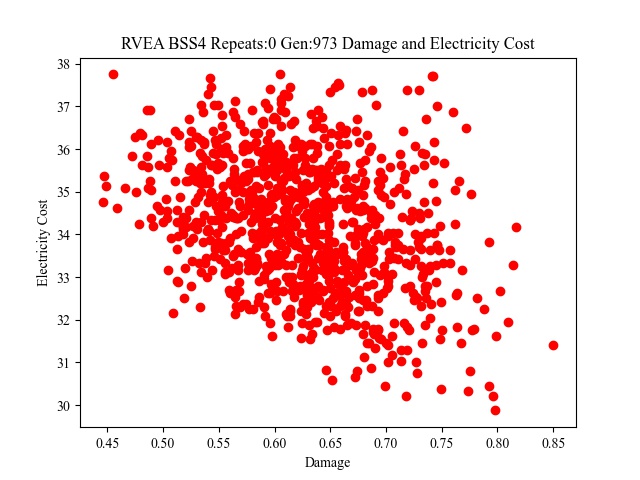 RVEA BSS4 Repeats:0 Gen:973 Damage and Electricity Cost
38
37
36
35
34
33
32
31
30
Electricity Cost
0.45 0.50 0.55 0.60 0.65 0.70 0.75 0.80 0.85
Damage